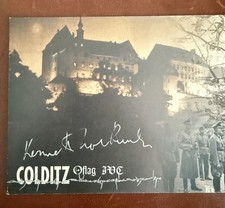 Kenneth Lockwood
COLDITZ Oflag IVC